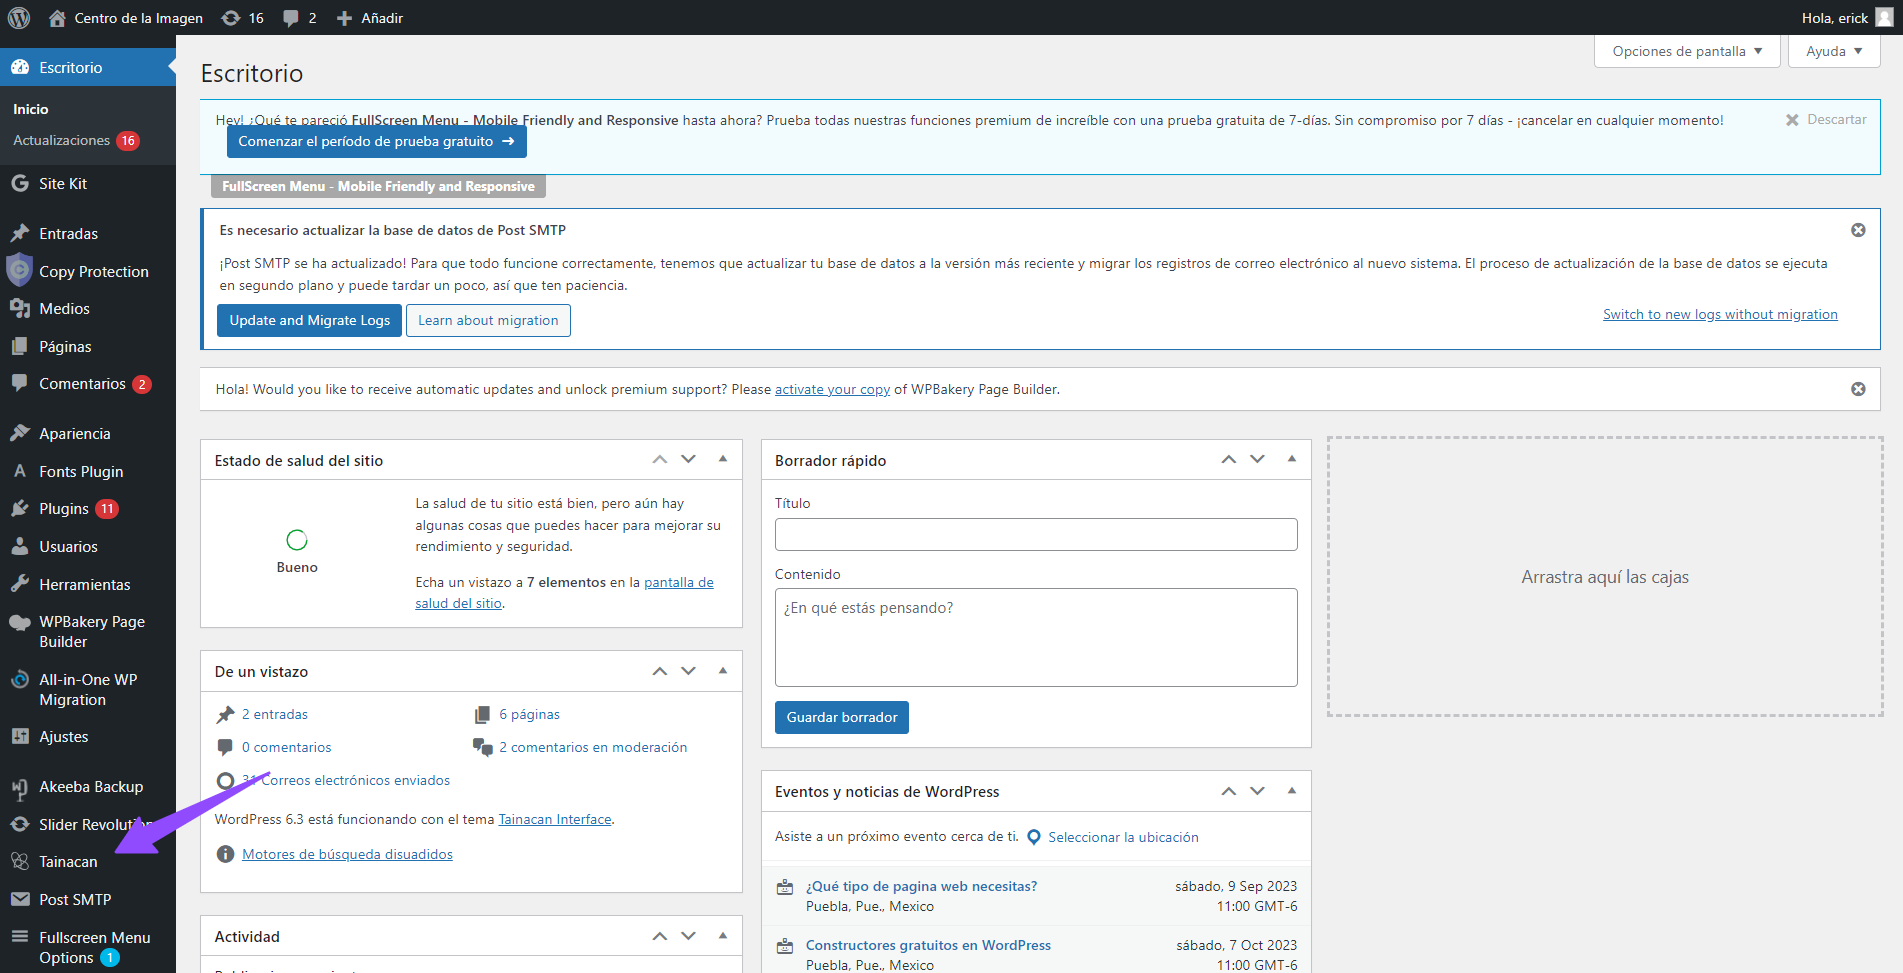 Centro de la Imagen
16
2
Añadir
Hola, erick
Escritorio
Inicio
Actualizaciones 16
Site Kit
Entradas
Copy Protection
Medios
Páginas
Comentarios 2
Apariencia
Fonts Plugin
Plugins 11
Usuarios
Herramientas
WPBakery Page
Builder
All-in-One WP
Migration
Ajustes
Akeeba Backup
Slider Revolution
Tainacan
Post SMTP
Fullscreen Menu
Options 1
Opciones de pantalla
Ayuda
Escritorio
Hey! ¿Qué te pareció FullScreen Menu - Mobile Friendly and Responsive hasta ahora? Prueba todas nuestras funciones premium de increíble con una prueba gratuita de 7-días. Sin compromiso por 7 días - ¡cancelar en cualquier momento!
Descartar
Comenzar el período de prueba gratuito →
FullScreen Menu - Mobile Friendly and Responsive
Es necesario actualizar la base de datos de Post SMTP
¡Post SMTP se ha actualizado! Para que todo funcione correctamente, tenemos que actualizar tu base de datos a la versión más reciente y migrar los registros de correo electrónico al nuevo sistema. El proceso de actualización de la base de datos se ejecuta
en segundo plano y puede tardar un poco, así que ten paciencia.
Update and Migrate Logs
Learn about migration
Switch to new logs without migration
Hola! Would you like to receive automatic updates and unlock premium support? Please activate your copy of WPBakery Page Builder.
Estado de salud del sitio
Bueno
La salud de tu sitio está bien, pero aún hay
algunas cosas que puedes hacer para mejorar su
rendimiento y seguridad.
Echa un vistazo a 7 elementos en la pantalla de
salud del sitio.
De un vistazo
2 entradas
6 páginas
0 comentarios
2 comentarios en moderación
Correos electrónicos enviados
WordPress 6.3 está funcionando con el tema Tainacan Interface.
Motores de búsqueda disuadidos
Actividad
Borrador rápido
Título
Contenido
¿En qué estás pensando?
Guardar borrador
Eventos y noticias de WordPress
Asiste a un próximo evento cerca de ti. Seleccionar la ubicación
¿Qué tipo de pagina web necesitas?
sábado, 9 Sep 2023
Puebla, Pue., Mexico
11:00 GMT-6
Constructores gratuitos en WordPress
sábado, 7 Oct 2023
Puebla, Pue., Mexico
11:00 GMT-6
Arrastra aquí las cajas